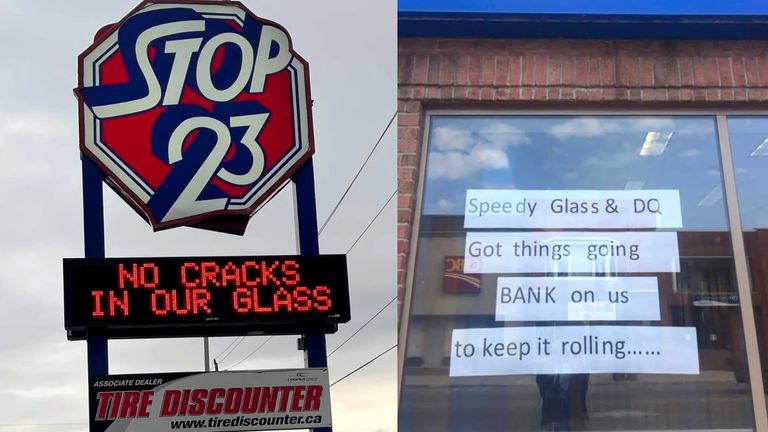 STOP
23
NO CRACKS
IN OUR GLASS
ASSOCIATE DEALER
TIRE DISCOUNTER
www.tirediscounter.ca
Speedy Glass & DQ
Got things going
BANK on us
to keep it rolling......